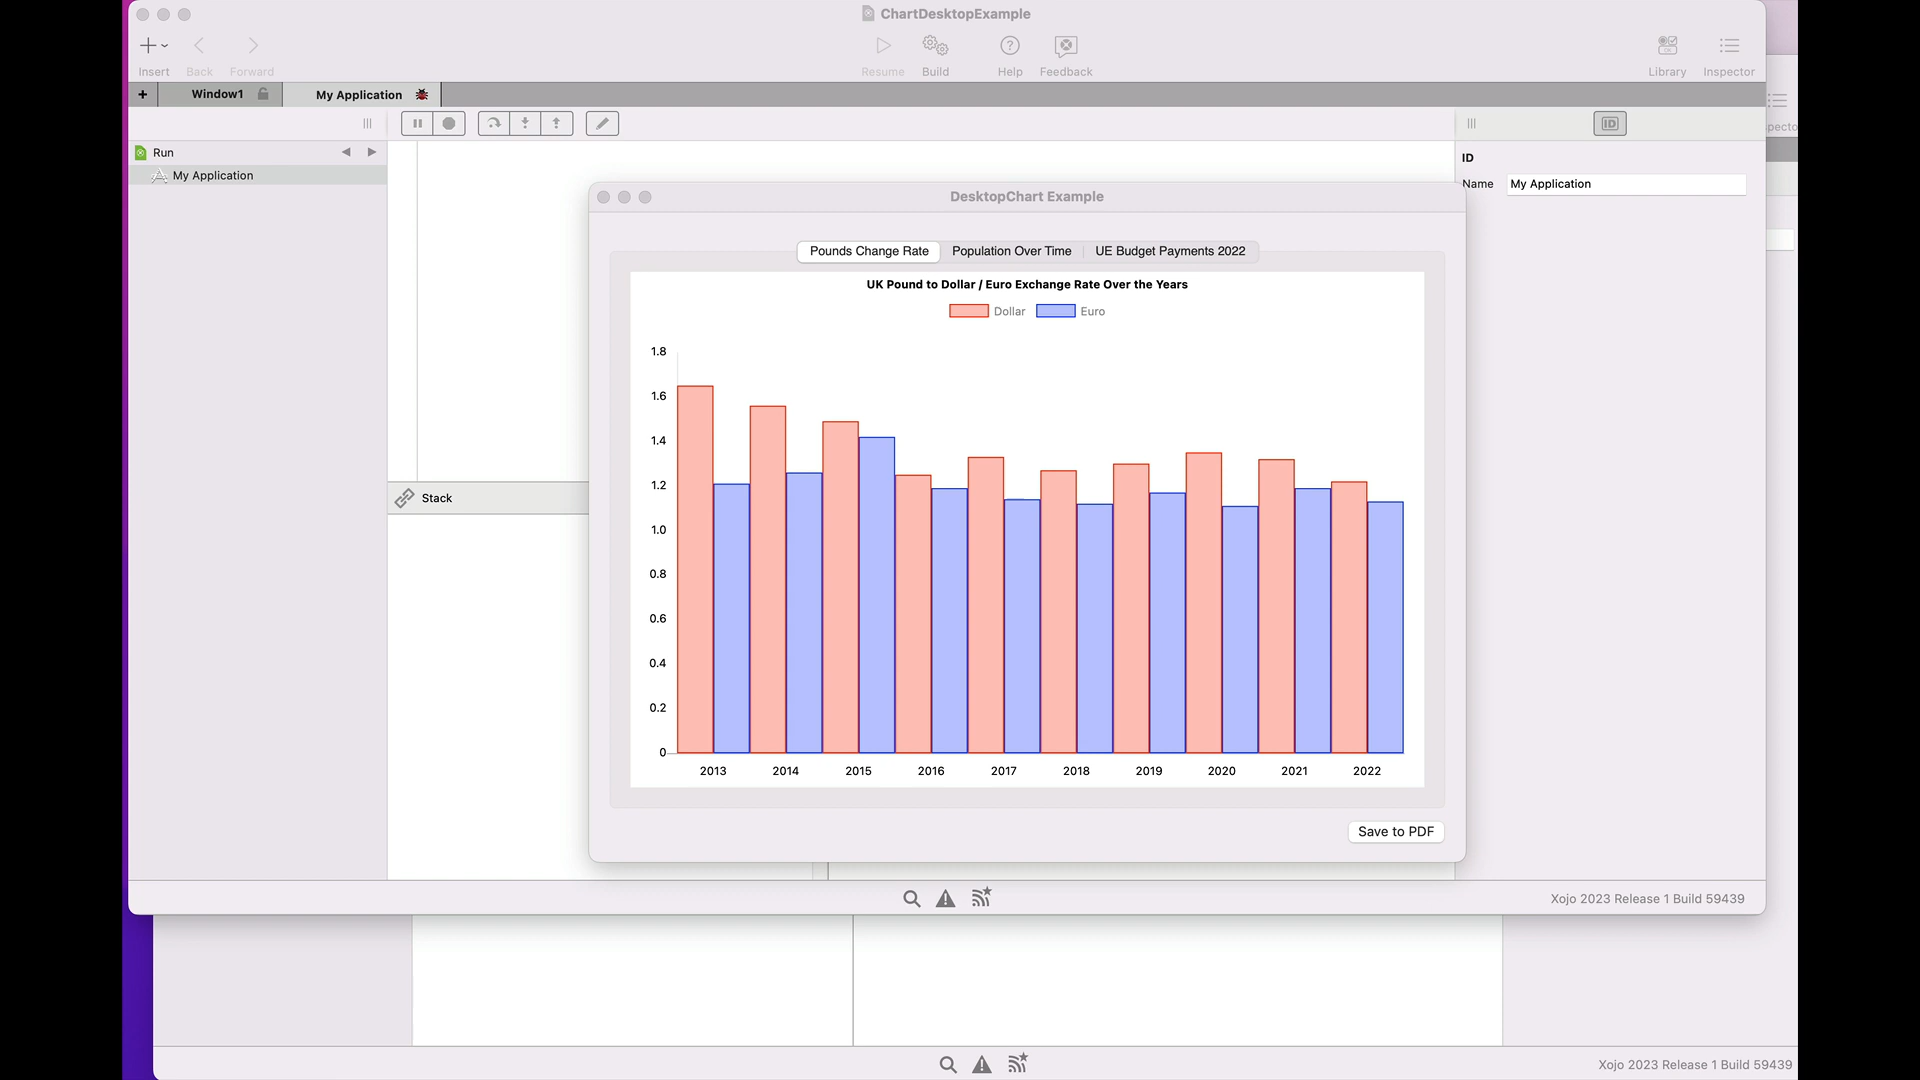 ChartDesktopExample
Insert
Back
Forward
Resume
Build
Help
Feedback
Library
Inspector
Window1
My Application
Run
My Application
ID
Name
My Application
Stack
DesktopChart Example
Pounds Change Rate
Population Over Time
UE Budget Payments 2022
UK Pound to Dollar / Euro Exchange Rate Over the Years
Dollar
Euro
1.8
1.6
1.4
1.2
1.0
0.8
0.6
0.4
0.2
0
2013 2014 2015 2016 2017 2018 2019 2020 2021 2022
Save to PDF
Xojo 2023 Release 1 Build 59439
Xojo 2023 Release 1 Build 59439